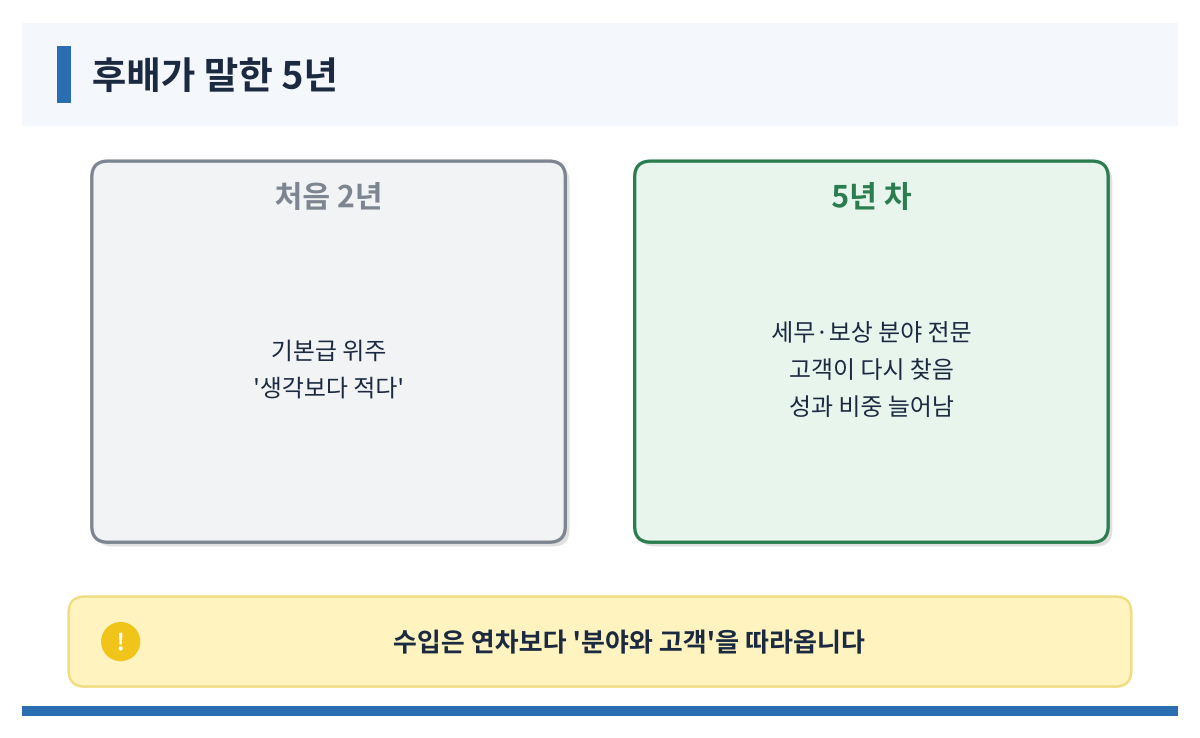 후배가 말한 5년
처음 2년
기본급 위주
'생각보다 적다'
5년 차
세무·보상 분야 전문
고객이 다시 찾음
성과 비중 늘어남
!
수입은 연차보다 '분야와 고객'을 따라옵니다